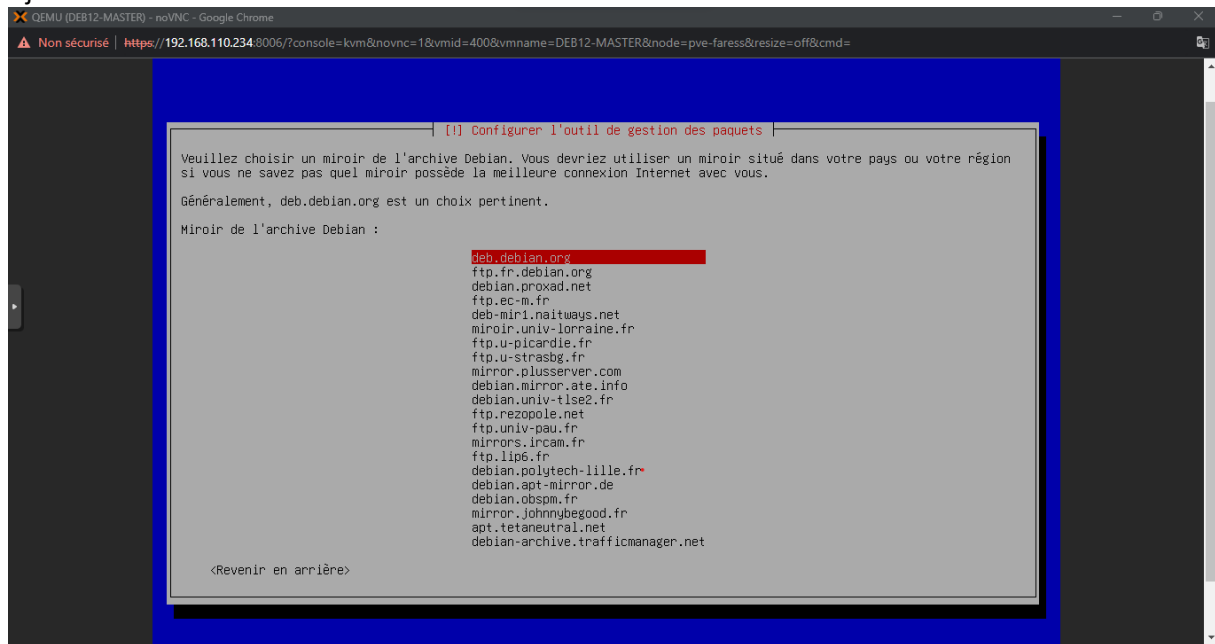 QEMU (DEB12-MASTER) - noVNC - Google Chrome
Non sécurisé | https://192.168.110.234:8006/?console=kvm&novnc=1&vmid=400&vmname=DEB12-MASTER&node=pve-faress&resize=off&cmd=
[!] Configurer l'outil de gestion des paquets
Veuillez choisir un miroir de l'archive Debian. Vous devriez utiliser un miroir situé dans votre pays ou votre région
si vous ne savez pas quel miroir possède la meilleure connexion Internet avec vous.
Généralement, deb.debian.org est un choix pertinent.
Miroir de l'archive Debian :
deb.debian.org
ftp.fr.debian.org
debian.proxad.net
ftp.ec-m.fr
deb-mir1.naitways.net
miroir.univ-lorraine.fr
ftp.u-picardie.fr
ftp.u-strasbg.fr
mirror.plusserver.com
debian.mirror.ate.info
debian.univ-tlse2.fr
ftp.rezopole.net
ftp.univ-pau.fr
mirrors.ircam.fr
ftp.lip6.fr
debian.polytech-lille.fr
debian.apt-mirror.de
debian.obspm.fr
mirror.johnnybegood.fr
apt.tetaneutral.net
debian-archive.trafficmanager.net
<Revenir en arrière>